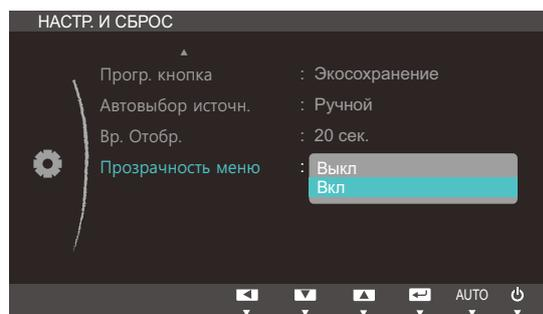 НАСТР. И СБРОС
Прогр. кнопка : Экосохранение
Автовыбор источн. : Ручной
Вр. Отобр. : 20 сек.
Прозрачность меню : Выкл
Вкл
AUTO